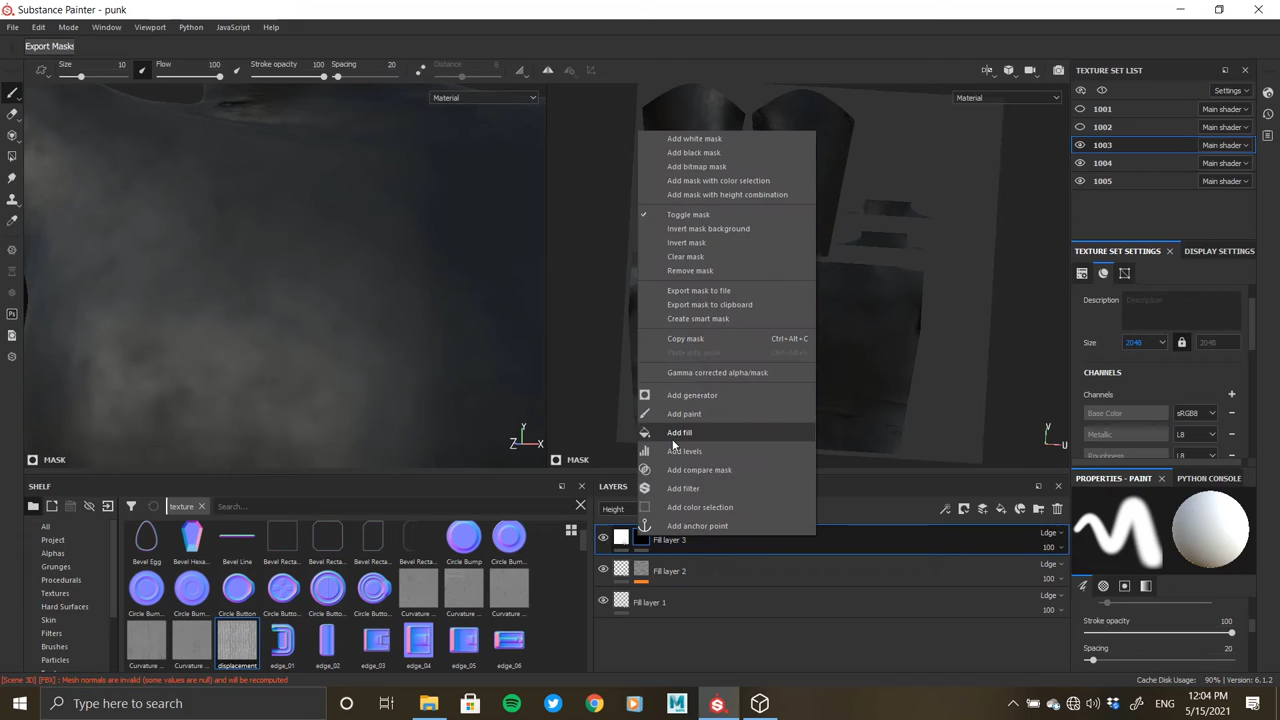 Substance Painter - punk
File Edit Mode Window Viewport Python JavaScript Help
Export Masks
Size 10 Flow 100 Stroke opacity 100 Spacing 20 Distance 8
Material
Material
Add white mask
Add black mask
Add bitmap mask
Add mask with color selection
Add mask with height combination
Toggle mask
Invert mask background
Invert mask
Clear mask
Remove mask
Export mask to file
Export mask to clipboard
Create smart mask
Copy mask Ctrl+Alt+C
Gamma corrected alpha/mask
Add generator
Add paint
Add fill
Add levels
Add compare mask
Add filter
Add color selection
Add anchor point
Y
Z X
Y
U
MASK
MASK
TEXTURE SET LIST
Settings
1001 Main shader
1002 Main shader
1003 Main shader
1004 Main shader
1005 Main shader
TEXTURE SET SETTINGS DISPLAY SETTINGS
Description Description
Size 2048 2048
CHANNELS
Channels
Base Color sRGB8
Metallic L8
Roughness L8
PROPERTIES - PAINT PYTHON CONSOLE
Stroke opacity 100
Spacing 20
SHELF
texture Search...
All
Project
Alphas
Grunges
Procedurals
Textures
Hard Surfaces
Skin
Filters
Brushes
Particles
Bevel Egg Bevel Hexa... Bevel Line Bevel Recta... Bevel Recta... Bevel Recta... Bevel Recta... Circle Bump Circle Bum...
Circle Bum... Circle Bum... Circle Button Circle Butto... Circle Butto... Circle Butto... Curvature ... Curvature ... Curvature ...
Curvature ... Curvature ... displacement edge_01 edge_02 edge_03 edge_04 edge_05 edge_06
LAYERS
Height
Fill layer 3 Ldge 100
Fill layer 2 Ldge 100
Fill layer 1 Ldge 100
[Scene 3D] [FBX] : Mesh normals are invalid (some values are null) and will be recomputed
Cache Disk Usage: 90% | Version: 6.1.2
Type here to search
ENG
12:04 PM
5/15/2021